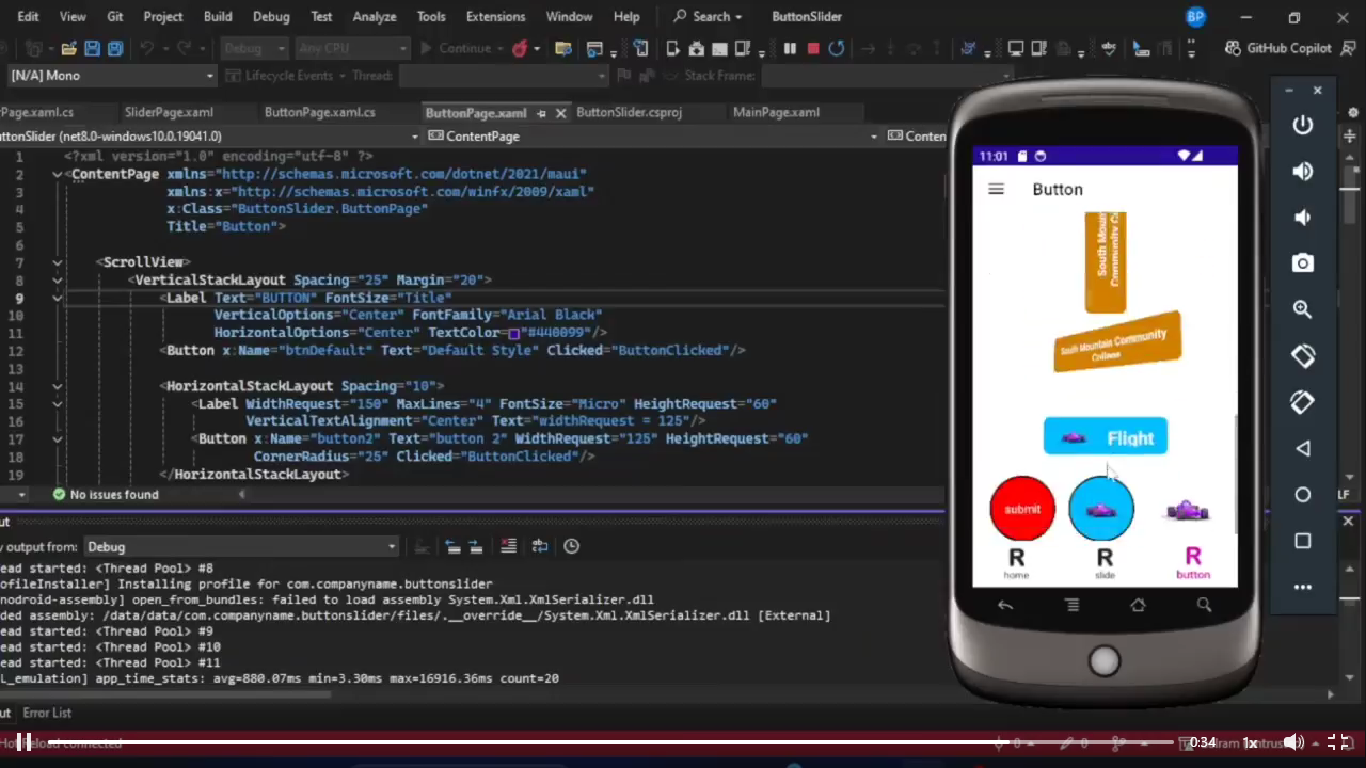 Edit View Git Project Build Debug Test Analyze Tools Extensions Window Help Search ButtonSlider BP
Debug Any CPU Continue GitHub Copilot
[N/A] Mono Lifecycle Events Thread: Stack Frame:
Page.xaml.cs SliderPage.xaml ButtonPage.xaml.cs ButtonPage.xaml ButtonSlider.csproj MainPage.xaml
uttonSlider (net8.0-windows10.0.19041.0) ContentPage Conten
1 <?xml version="1.0" encoding="utf-8" ?>
2 <ContentPage xmlns="http://schemas.microsoft.com/dotnet/2021/maui"
3 xmlns:x="http://schemas.microsoft.com/winfx/2009/xaml"
4 x:Class="ButtonSlider.ButtonPage"
5 Title="Button">
6
7 <ScrollView>
8 <VerticalStackLayout Spacing="25" Margin="20">
9 <Label Text="BUTTON" FontSize="Title"
10 VerticalOptions="Center" FontFamily="Arial Black"
11 HorizontalOptions="Center" TextColor="#440099"/>
12 <Button x:Name="btnDefault" Text="Default Style" Clicked="ButtonClicked"/>
13
14 <HorizontalStackLayout Spacing="10">
15 <Label WidthRequest="150" MaxLines="4" FontSize="Micro" HeightRequest="60"
16 VerticalTextAlignment="Center" Text="widthRequest = 125"/>
17 <Button x:Name="button2" Text="button 2" WidthRequest="125" HeightRequest="60"
18 CornerRadius="25" Clicked="ButtonClicked"/>
19 </HorizontalStackLayout>
No issues found LF
ut
y output from: Debug
ead started: <Thread Pool> #8
ofileInstaller] Installing profile for com.companyname.buttonslider
nodroid-assembly] open_from_bundles: failed to load assembly System.Xml.XmlSerializer.dll
ded assembly: /data/data/com.companyname.buttonslider/files/.__override__/System.Xml.XmlSerializer.dll [External]
ead started: <Thread Pool> #9
ead started: <Thread Pool> #10
ead started: <Thread Pool> #11
L_emulation] app_time_stats: avg=880.07ms min=3.30ms max=16916.36ms count=20
ut Error List
Hot Reload connected
0:34 1x
11:01
Button
South Moun
Community C
South Mountain Community
College
Flight
submit
R R R
home slide button